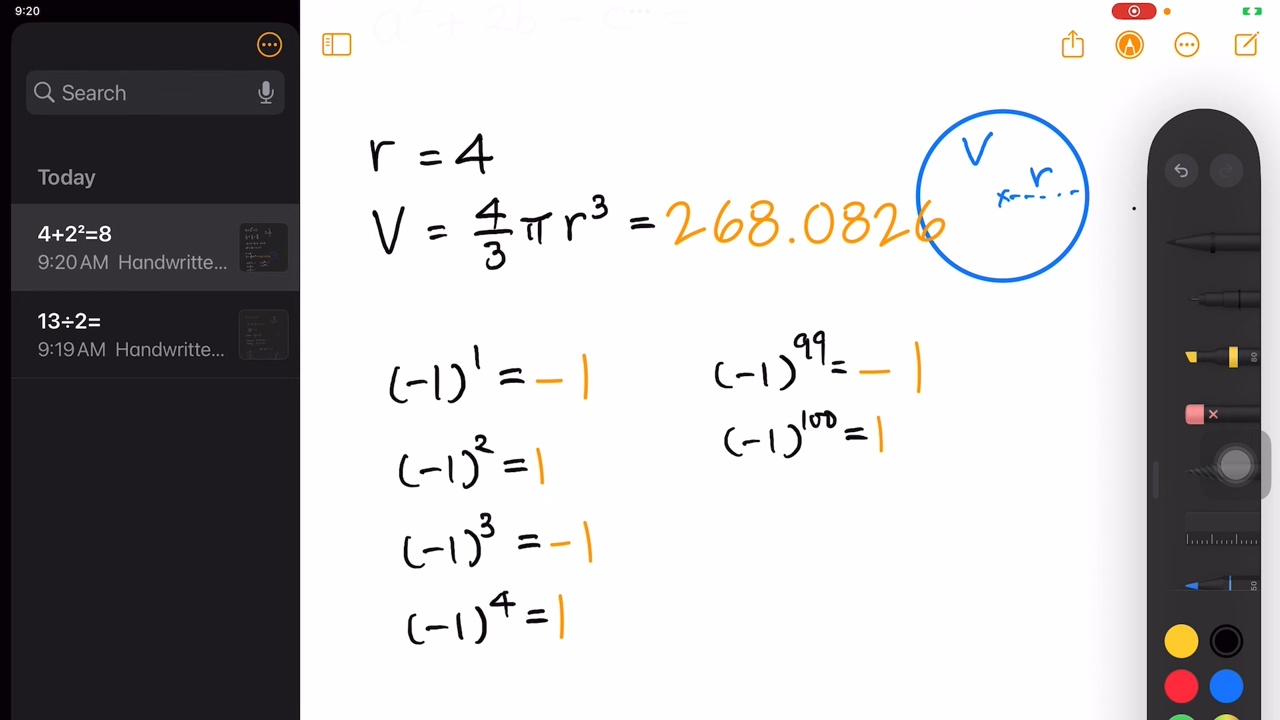 9:20
Search
Today
4+2²=8
9:20 AM Handwritte...
13÷2=
9:19 AM Handwritte...
r = 4
V = 4/3 π r³ = 268.0826
V
r
(-1)¹ = -1
(-1)² = 1
(-1)³ = -1
(-1)⁴ = 1
(-1)⁹⁹ = -1
(-1)¹⁰⁰ = 1
80
50